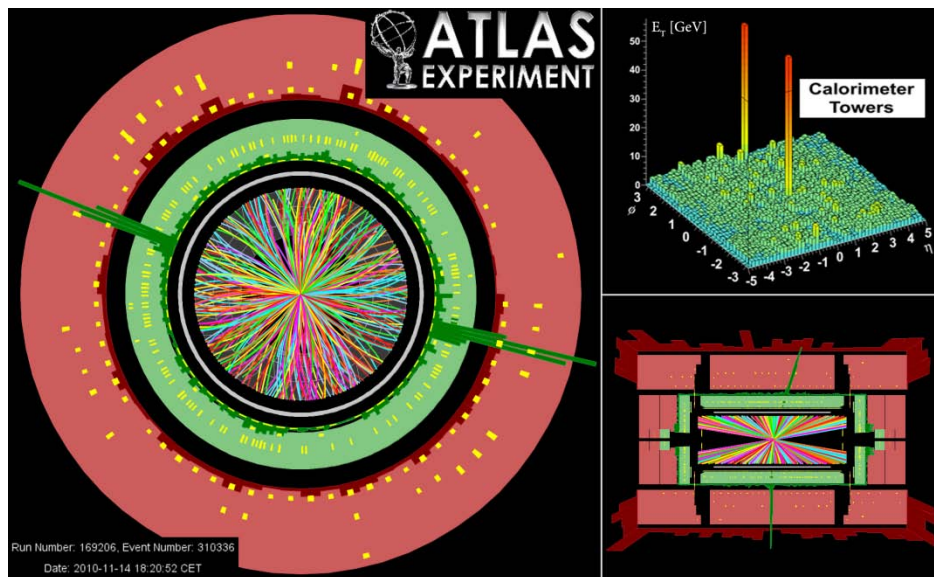 ATLAS
EXPERIMENT
Run Number: 169206, Event Number: 310336
Date: 2010-11-14 18:20:52 CET
E_T [GeV]
Calorimeter
Towers
50
40
30
20
10
0
3
2
1
0
-1
-2
-3
ϕ
-5
-4
-3
-2
-1
0
1
2
3
4
5
η